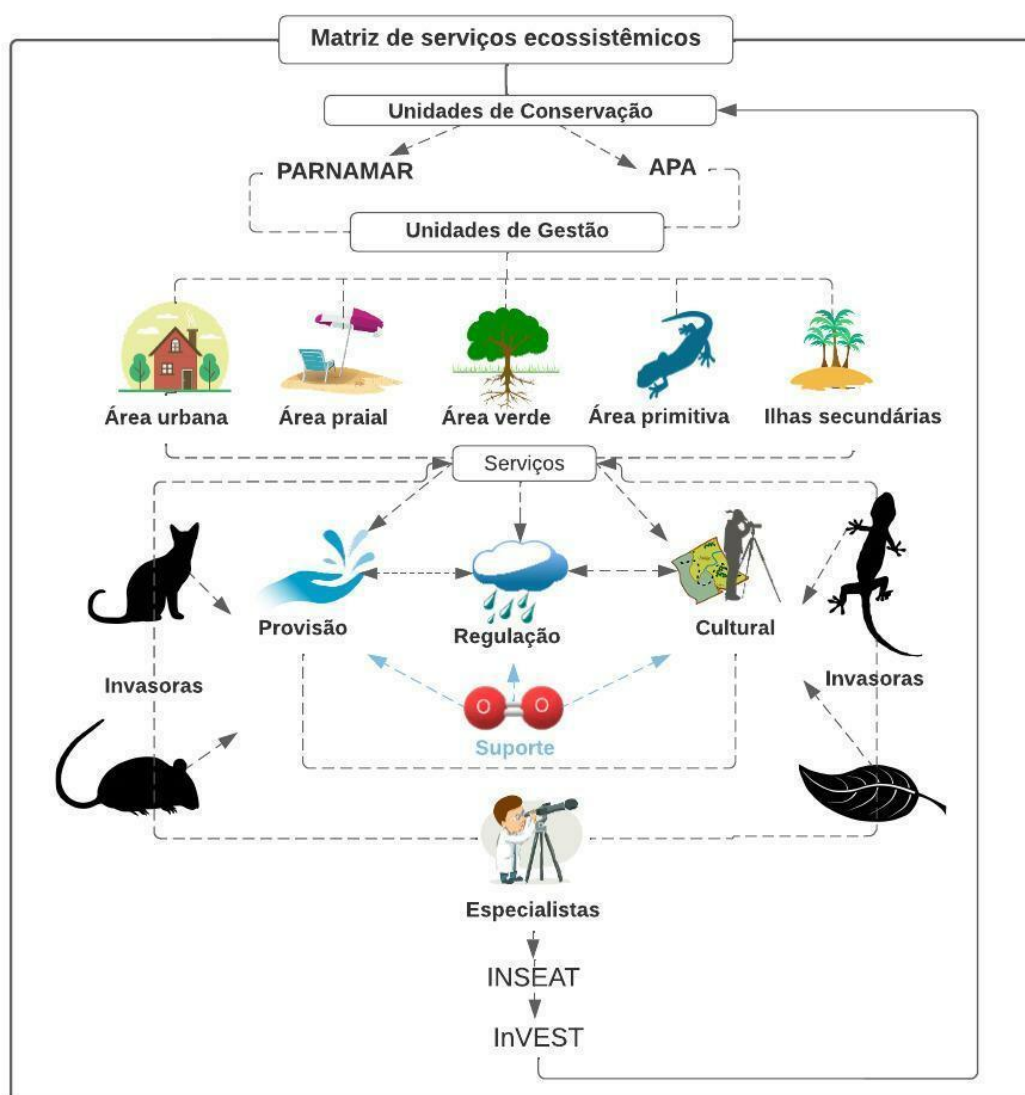 Matriz de serviços ecossistêmicos
Unidades de Conservação
PARNAMAR
APA
Unidades de Gestão
Área urbana
Área praial
Área verde
Área primitiva
Ilhas secundárias
Serviços
Provisão
Regulação
Cultural
Invasoras
Invasoras
O O
Suporte
Especialistas
INSEAT
InVEST